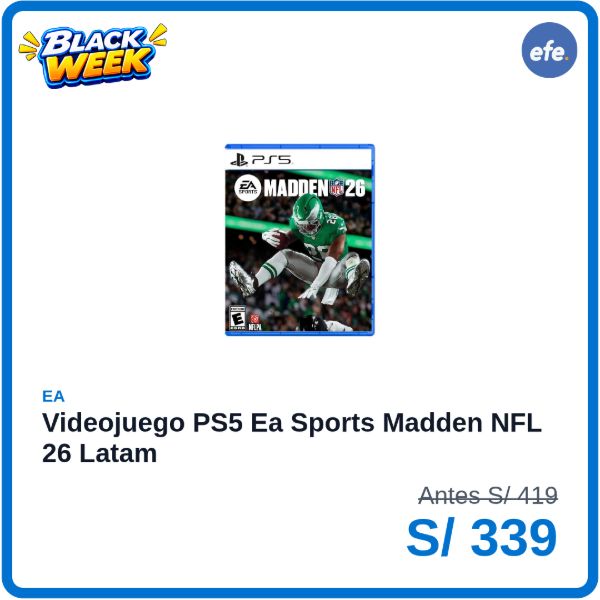 BLACK
WEEK
efe.
PS5
EA
SPORTS
MADDEN NFL 26
E
NFLPA
EA
Videojuego PS5 Ea Sports Madden NFL
26 Latam
Antes S/ 419
S/ 339